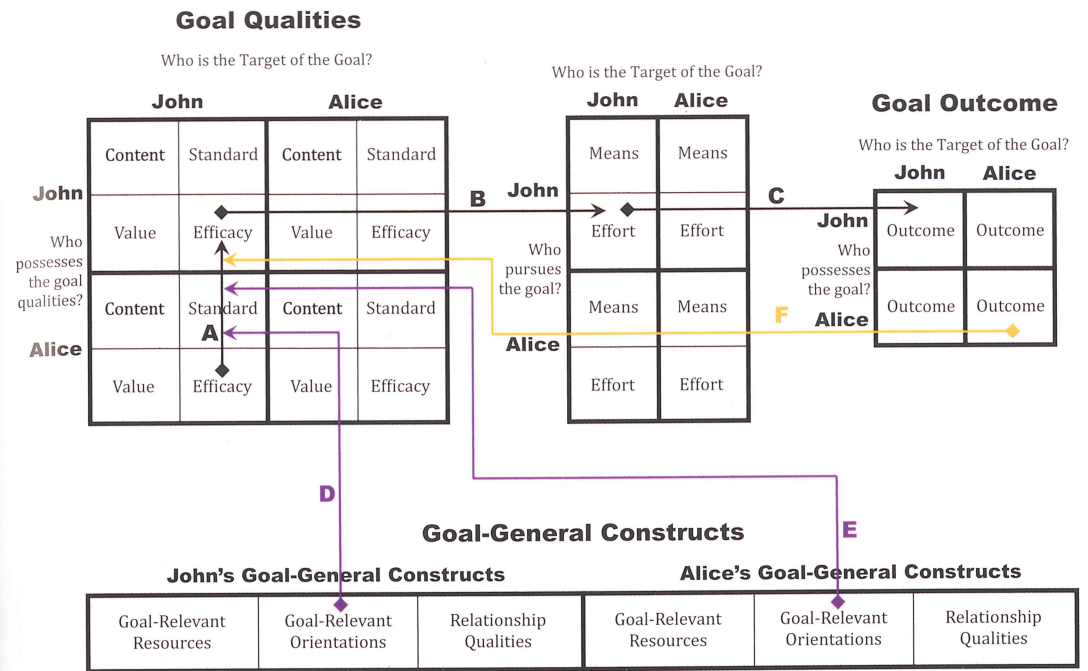 Goal Qualities
Who is the Target of the Goal?
John Alice
Content Standard Content Standard
John
Value Efficacy Value Efficacy
Who
possesses
the goal
qualities?
Content Standard Content Standard
A
Alice
Value Efficacy Value Efficacy
B
Who is the Target of the Goal?
John Alice
Means Means
John
Effort Effort
Who
pursues
the goal?
Means Means
Alice
Effort Effort
C
Goal Outcome
Who is the Target of the Goal?
John Alice
John
Outcome Outcome
Who
possesses
the goal?
Outcome Outcome
F
Alice
D
E
Goal-General Constructs
John's Goal-General Constructs
Alice's Goal-General Constructs
Goal-Relevant
Resources
Goal-Relevant
Orientations
Relationship
Qualities
Goal-Relevant
Resources
Goal-Relevant
Orientations
Relationship
Qualities